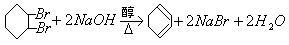 Br
Br +2NaOH 醇 △ +2NaBr+2H₂O